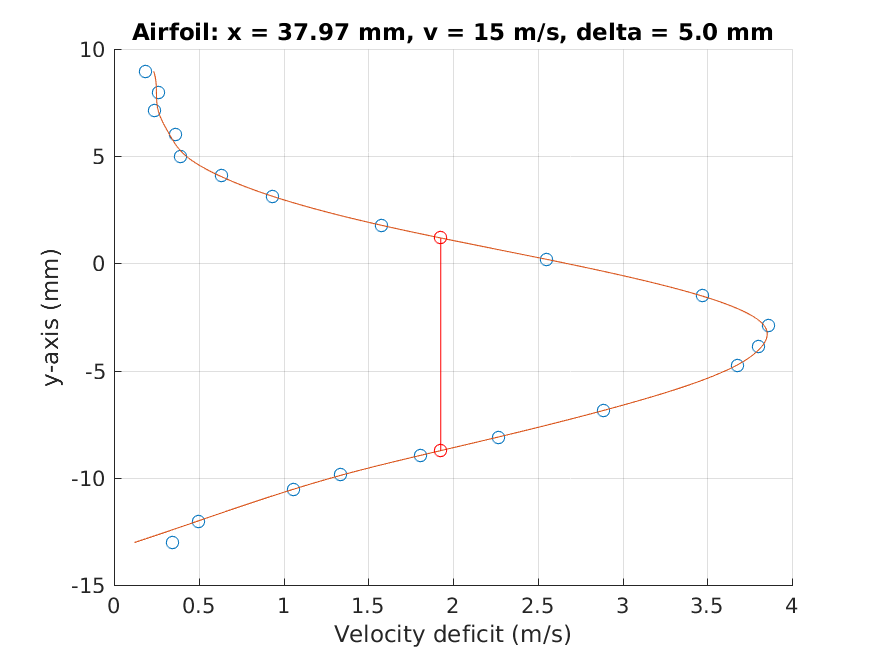 Airfoil: x = 37.97 mm, v = 15 m/s, delta = 5.0 mm
10
5
0
-5
-10
-15
y-axis (mm)
0 0.5 1 1.5 2 2.5 3 3.5 4
Velocity deficit (m/s)